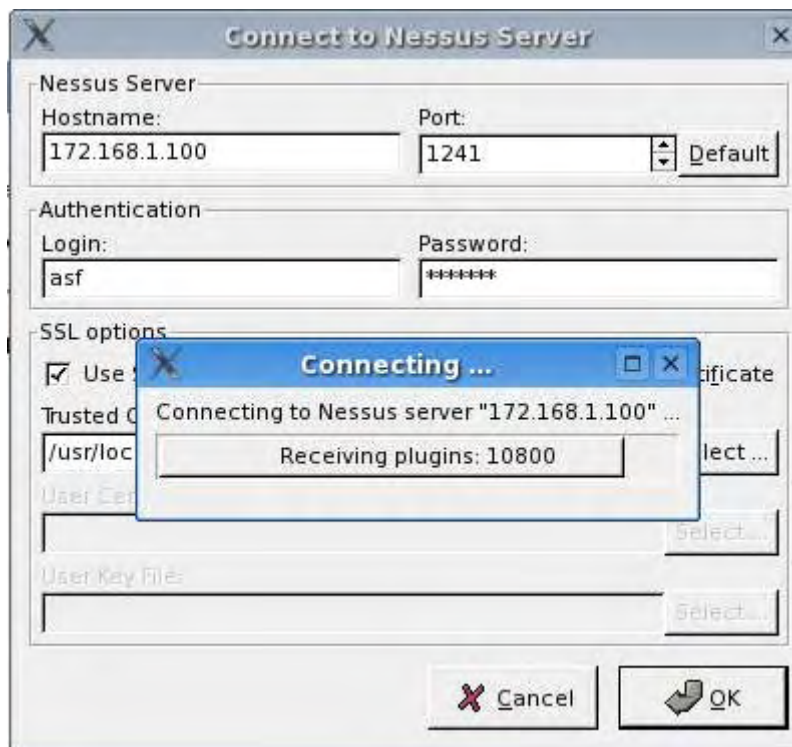 Connect to Nessus Server
Nessus Server
Hostname: Port:
172.168.1.100 1241 Default
Authentication
Login: Password:
asf *******
SSL options
Use
Trusted
/usr/loc
Connecting ...
Connecting to Nessus server "172.168.1.100" ...
Receiving plugins: 10800
User
Select...
User Key File:
Select...
Cancel OK